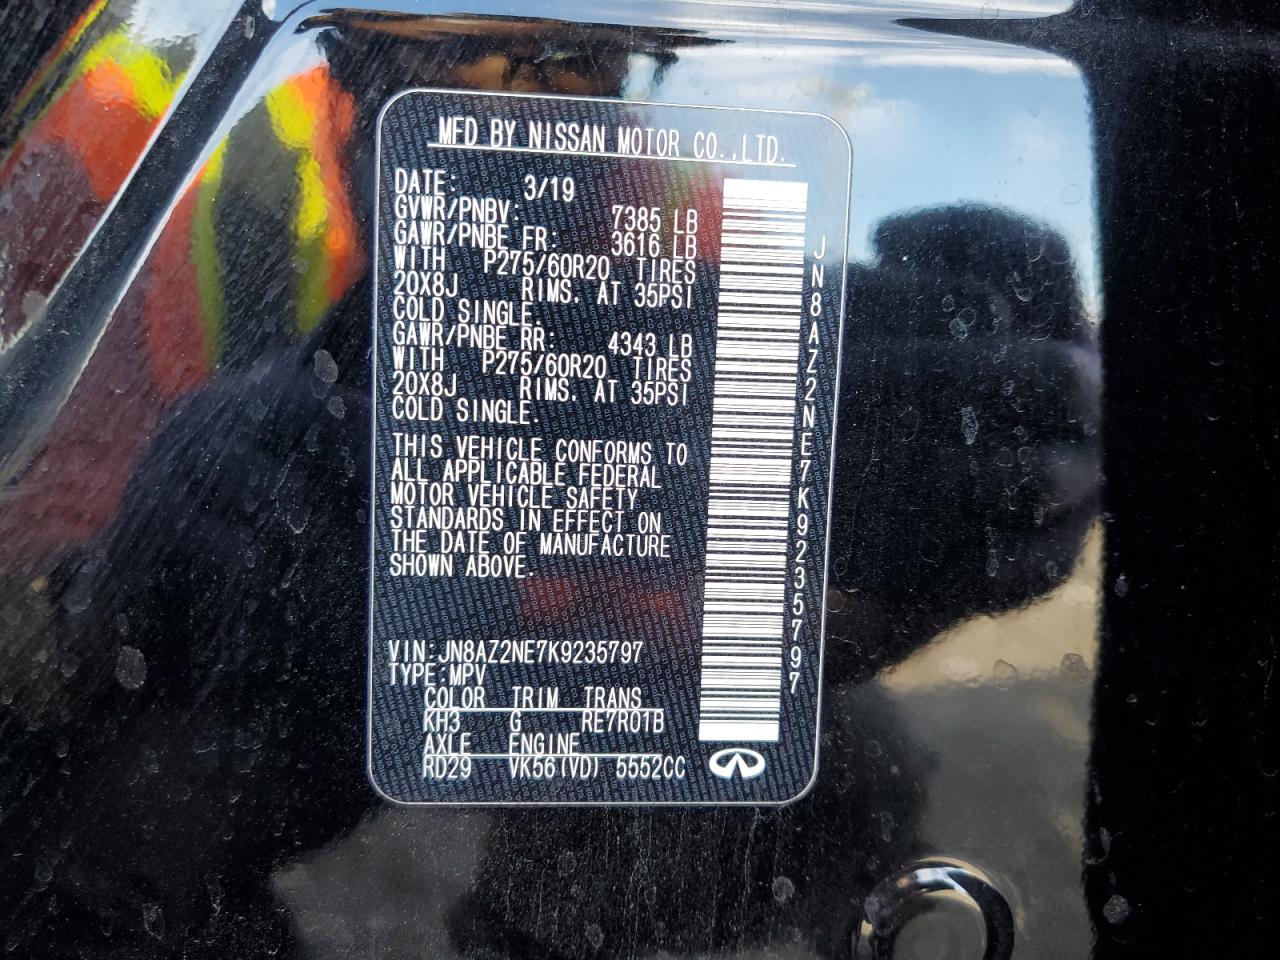 MFD BY NISSAN MOTOR CO.,LTD.
DATE: 3/19
GVWR/PNBV: 7385 LB
GAWR/PNBE FR: 3616 LB
WITH P275/60R20 TIRES
20X8J RIMS. AT 35PSI
COLD SINGLE.
GAWR/PNBE RR: 4343 LB
WITH P275/60R20 TIRES
20X8J RIMS. AT 35PSI
COLD SINGLE.
THIS VEHICLE CONFORMS TO
ALL APPLICABLE FEDERAL
MOTOR VEHICLE SAFETY
STANDARDS IN EFFECT ON
THE DATE OF MANUFACTURE
SHOWN ABOVE.
VIN:JN8AZ2NE7K9235797
TYPE:MPV
COLOR TRIM TRANS
KH3 G RE7R01B
AXLE ENGINE
RD29 VK56(VD) 5552CC
JN8AZ2NE7K9235797